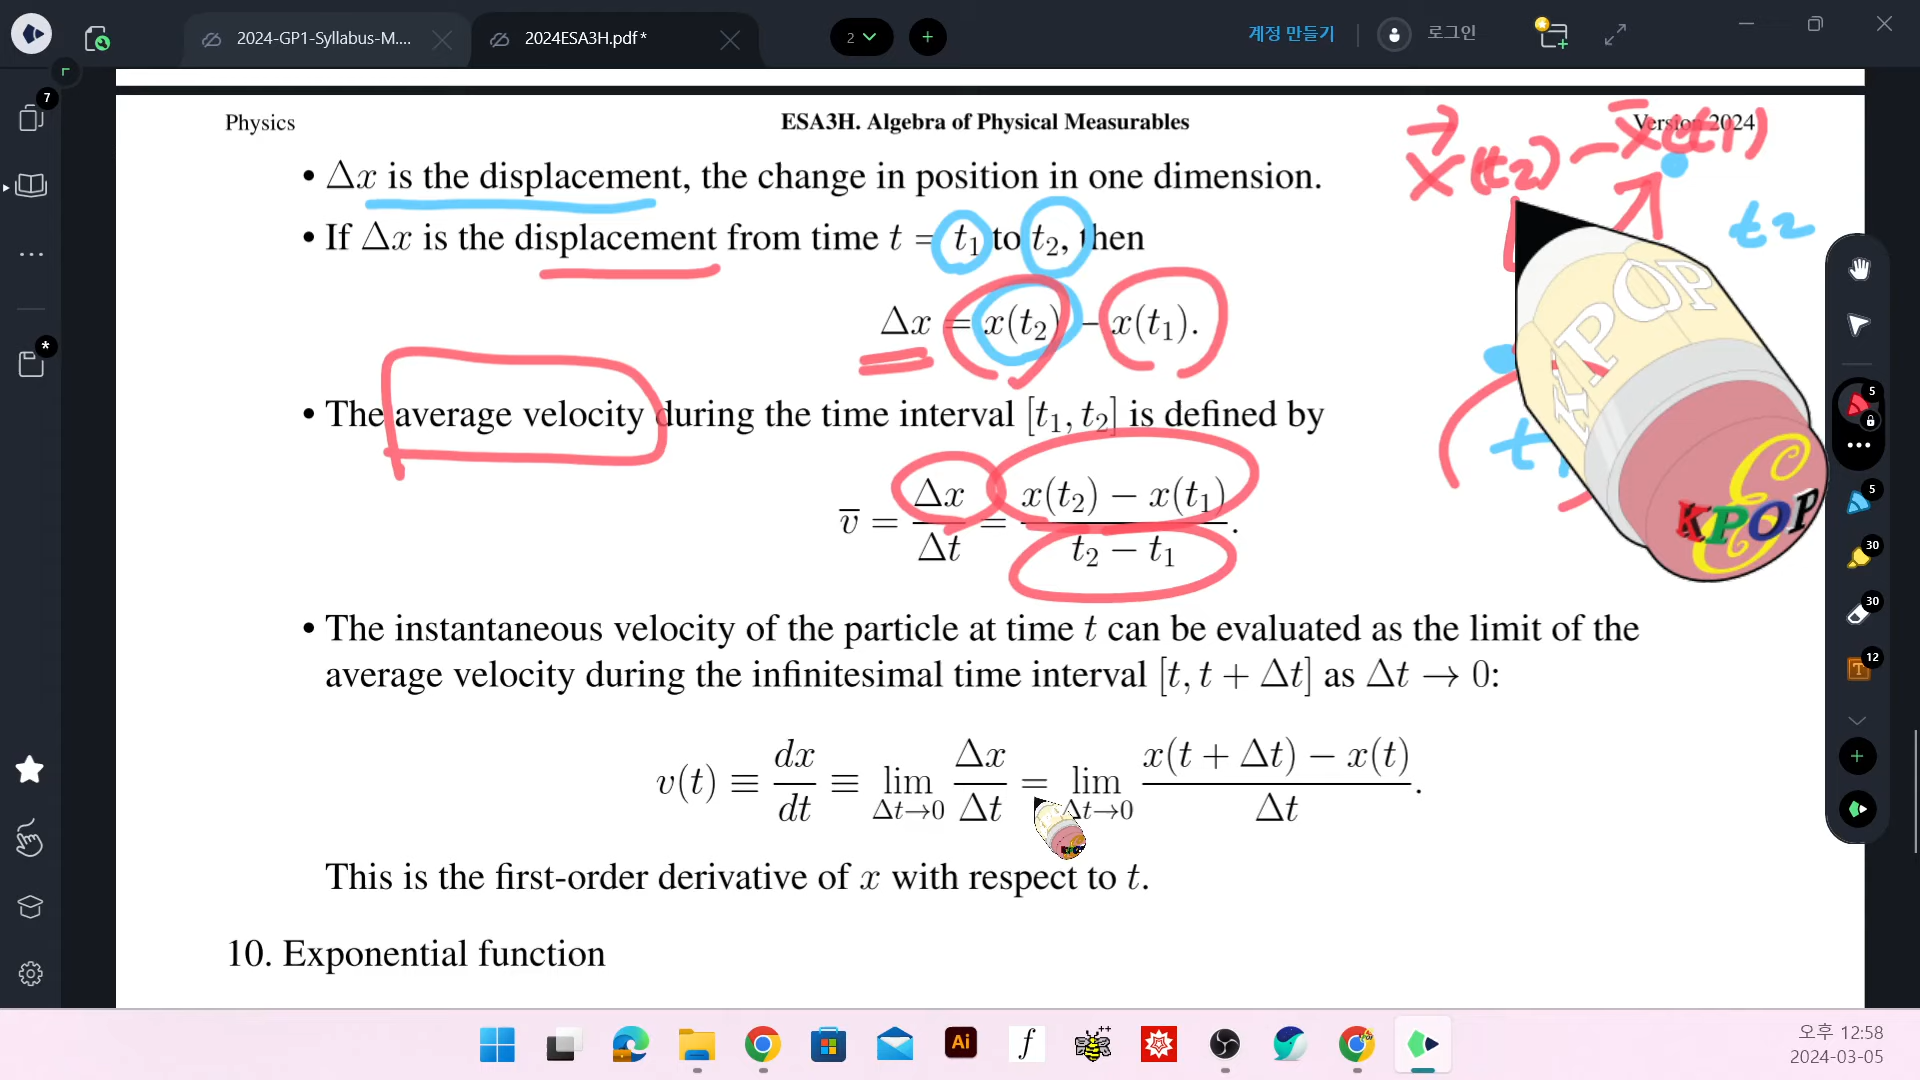 2024-GP1-Syllabus-M....
2024ESA3H.pdf*
2
계정 만들기
로그인
7
Physics
ESA3H. Algebra of Physical Measurables
Version 2024
x⃗(t2) − x̅(t1)
• Δx is the displacement, the change in position in one dimension.
• If Δx is the displacement from time t = t₁ to t₂, then
t2
Δx = x(t₂) − x(t₁).
• The average velocity during the time interval [t₁, t₂] is defined by
t1
v̅ = Δx/Δt = (x(t₂) − x(t₁))/(t₂ − t₁).
• The instantaneous velocity of the particle at time t can be evaluated as the limit of the
average velocity during the infinitesimal time interval [t, t + Δt] as Δt → 0:
v(t) ≡ dx/dt ≡ lim Δt→0 Δx/Δt = lim Δt→0 (x(t + Δt) − x(t))/Δt.
This is the first-order derivative of x with respect to t.
10. Exponential function
KPOP
KPOP
5
5
30
30
12
Ai
f
오후 12:58
2024-03-05